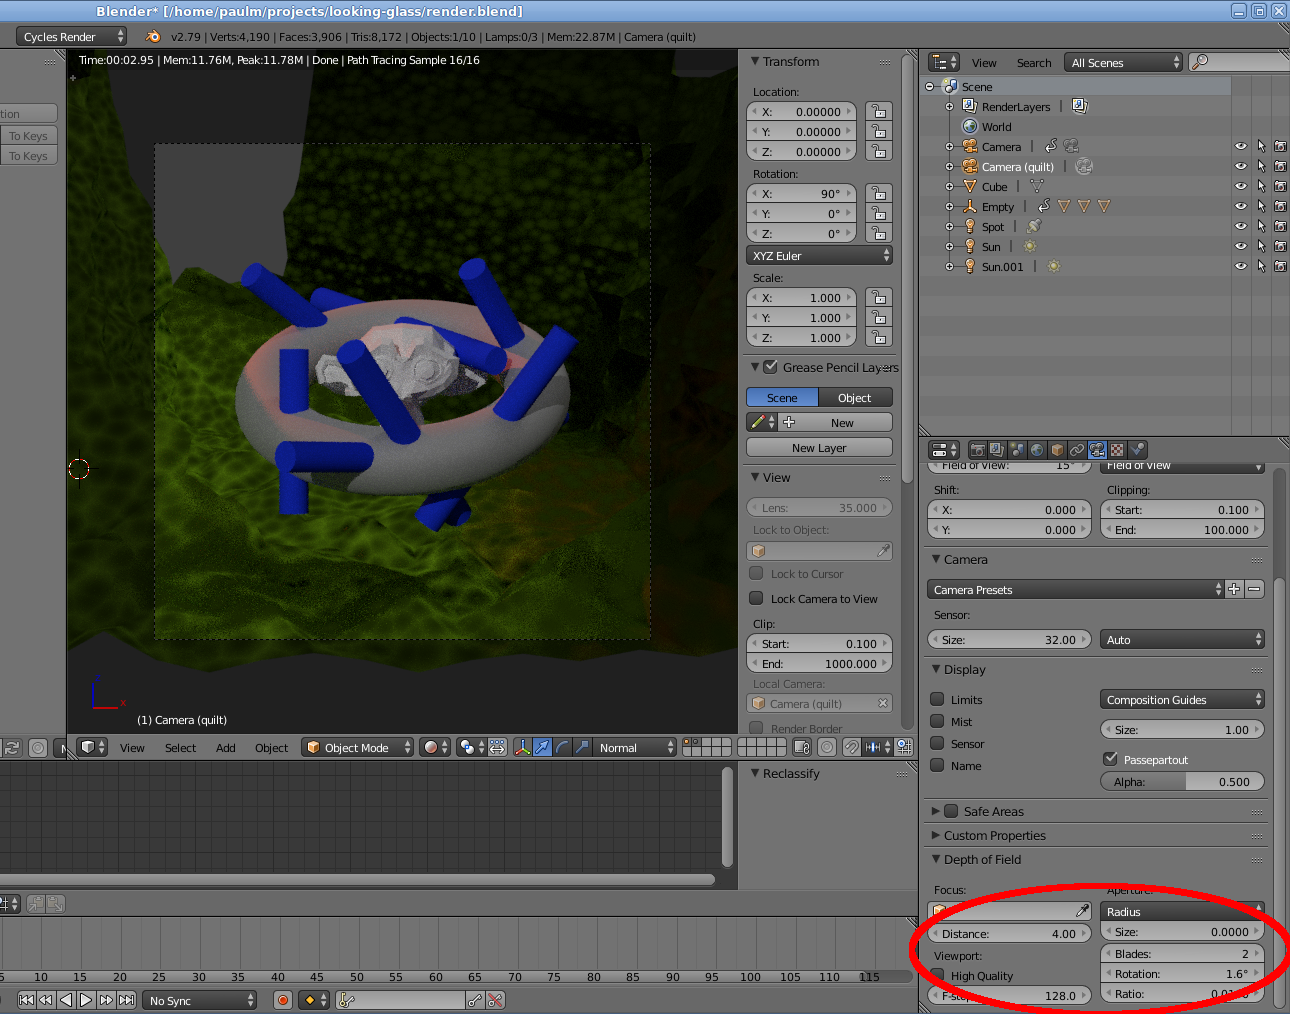 Blender* [/home/paulm/projects/looking-glass/render.blend]
Cycles Render
v2.79 | Verts:4,190 | Faces:3,906 | Tris:8,172 | Objects:1/10 | Lamps:0/3 | Mem:22.87M | Camera (quilt)
Time:00:02.95 | Mem:11.76M, Peak:11.78M | Done | Path Tracing Sample 16/16
tion
To Keys
To Keys
(1) Camera (quilt)
View Select Add Object Object Mode Normal
Transform
Location:
X: 0.00000
Y: 0.00000
Z: 0.00000
Rotation:
X: 90°
Y: 0°
Z: 0°
XYZ Euler
Scale:
X: 1.000
Y: 1.000
Z: 1.000
Grease Pencil Layers
Scene Object
New
New Layer
View
Lens: 35.000
Lock to Object:
Lock to Cursor
Lock Camera to View
Clip:
Start: 0.100
End: 1000.000
Local Camera:
Camera (quilt)
Render Border
Reclassify
5 10 15 20 25 30 35 40 45 50 55 60 65 70 75 80 85 90 95 100 105 110 115
No Sync
View Search All Scenes
Scene
RenderLayers |
World
Camera |
Camera (quilt) |
Cube |
Empty |
Spot |
Sun |
Sun.001 |
Field of View: 15° Field of View
Shift: Clipping:
X: 0.000 Start: 0.100
Y: 0.000 End: 100.000
Camera
Camera Presets
Sensor:
Size: 32.00 Auto
Display
Limits Composition Guides
Mist Size: 1.00
Sensor
Name Passepartout
Alpha: 0.500
Safe Areas
Custom Properties
Depth of Field
Focus: Aperture:
Radius
Distance: 4.00 Size: 0.0000
Viewport: Blades: 2
High Quality Rotation: 1.6°
F-stop: 128.0 Ratio: